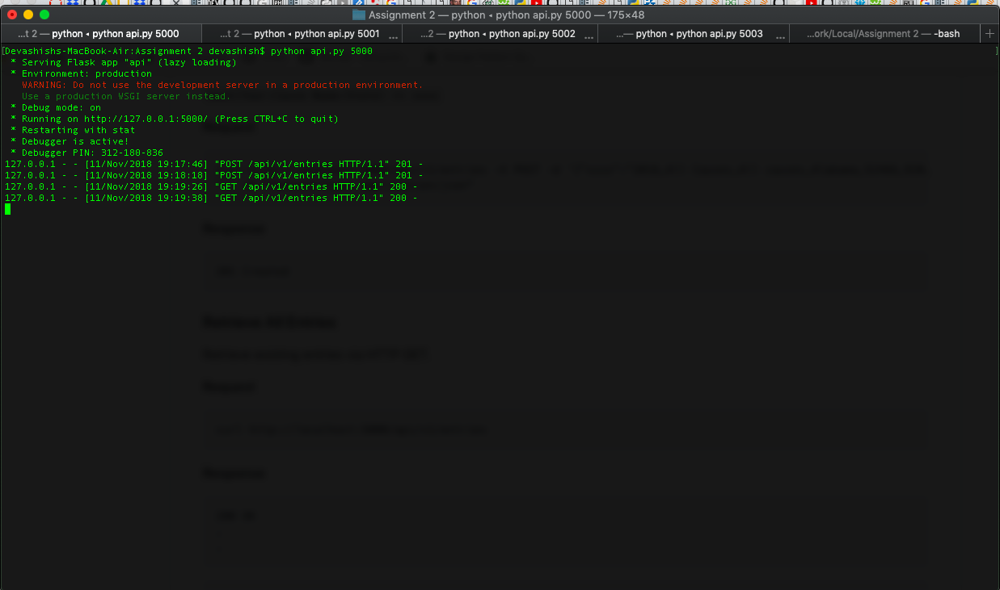 Assignment 2 — python ◂ python api.py 5000 — 175×48
...t 2 — python ◂ python api.py 5000
...t 2 — python ◂ python api.py 5001 ...
...2 — python ◂ python api.py 5002 ...
...— python ◂ python api.py 5003 ...
...ork/Local/Assignment 2 — -bash
[Devashishs-MacBook-Air:Assignment 2 devashish$ python api.py 5000 ]
* Serving Flask app "api" (lazy loading)
* Environment: production
WARNING: Do not use the development server in a production environment.
Use a production WSGI server instead.
* Debug mode: on
* Running on http://127.0.0.1:5000/ (Press CTRL+C to quit)
* Restarting with stat
* Debugger is active!
* Debugger PIN: 312-180-836
127.0.0.1 - - [11/Nov/2018 19:17:46] "POST /api/v1/entries HTTP/1.1" 201 -
127.0.0.1 - - [11/Nov/2018 19:18:18] "POST /api/v1/entries HTTP/1.1" 201 -
127.0.0.1 - - [11/Nov/2018 19:19:26] "GET /api/v1/entries HTTP/1.1" 200 -
127.0.0.1 - - [11/Nov/2018 19:19:38] "GET /api/v1/entries HTTP/1.1" 200 -